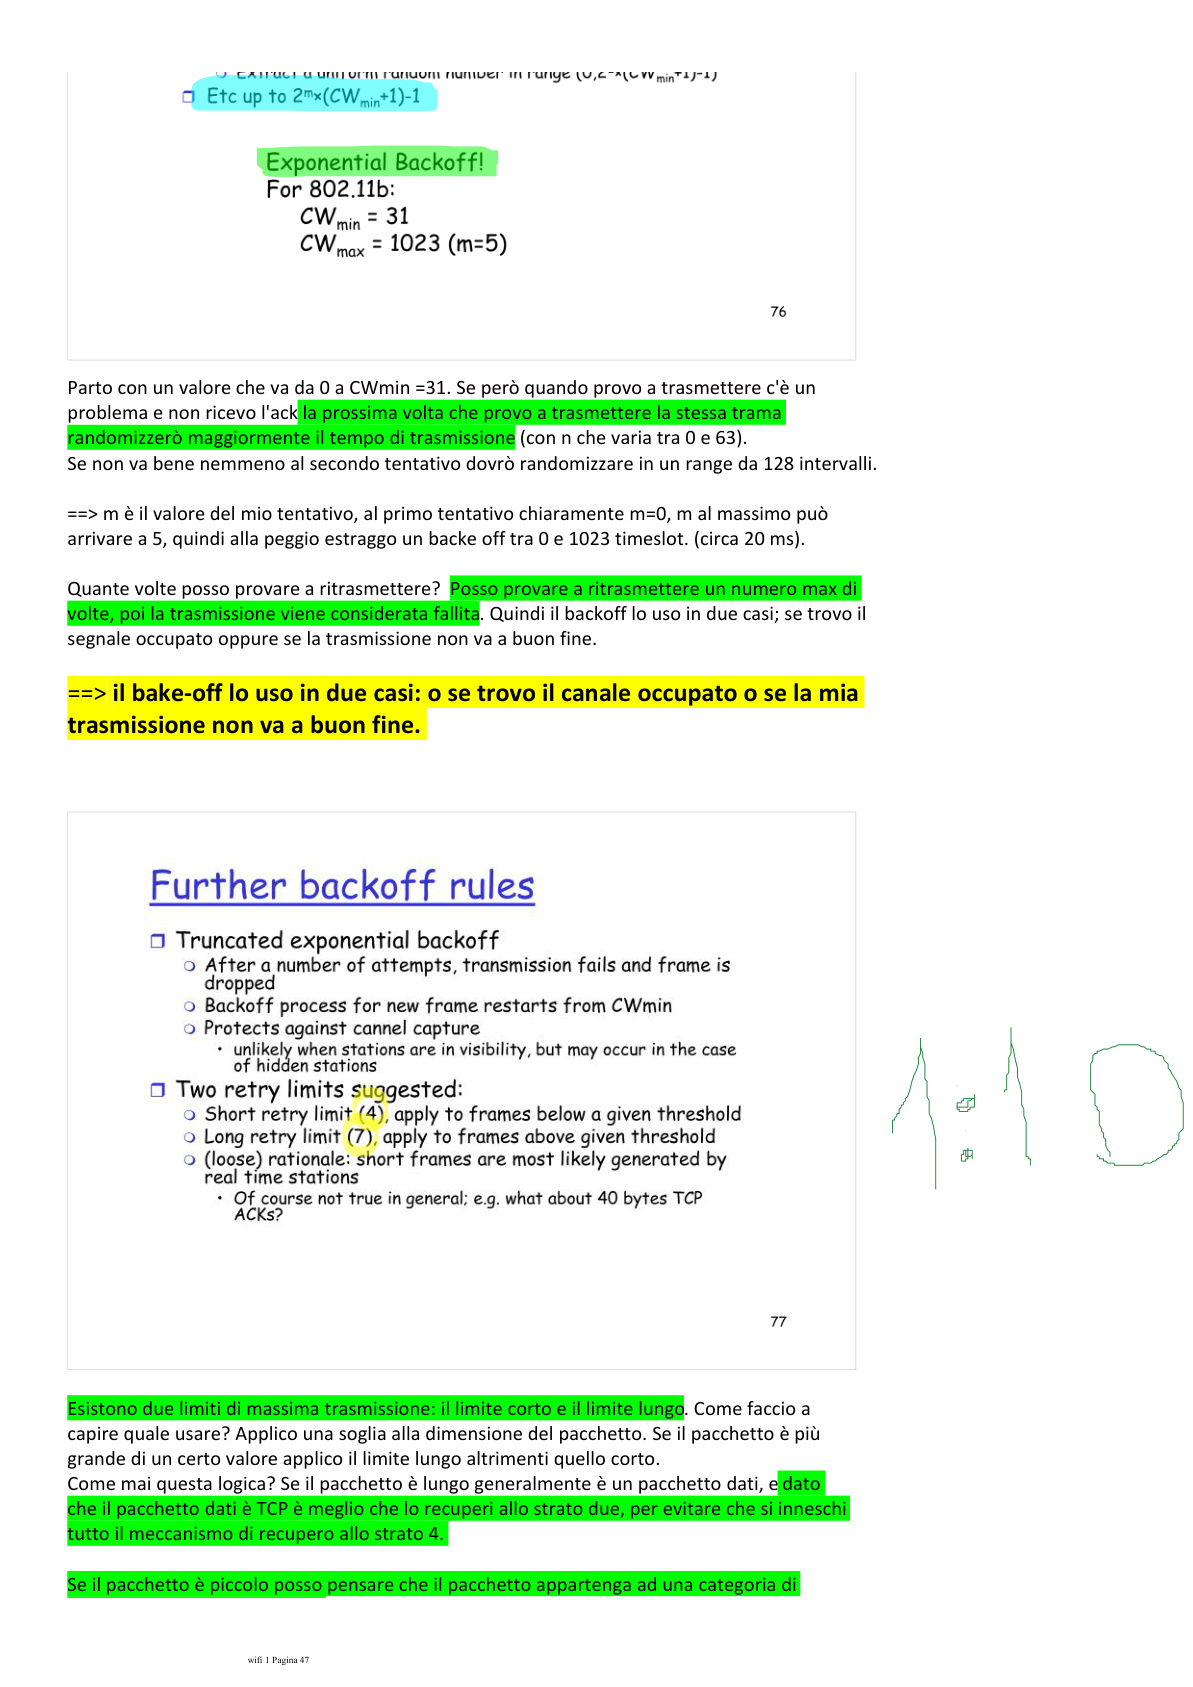 Extract a uniform random number in range (0,2²×(CWmin+1)-1)
Etc up to 2ᵐ×(CWmin+1)-1
Exponential Backoff!
For 802.11b:
CWmin = 31
CWmax = 1023 (m=5)
76
Parto con un valore che va da 0 a CWmin =31. Se però quando provo a trasmettere c'è un
problema e non ricevo l'ack la prossima volta che provo a trasmettere la stessa trama
randomizzerò maggiormente il tempo di trasmissione (con n che varia tra 0 e 63).
Se non va bene nemmeno al secondo tentativo dovrò randomizzare in un range da 128 intervalli.
==> m è il valore del mio tentativo, al primo tentativo chiaramente m=0, m al massimo può
arrivare a 5, quindi alla peggio estraggo un backe off tra 0 e 1023 timeslot. (circa 20 ms).
Quante volte posso provare a ritrasmettere?  Posso provare a ritrasmettere un numero max di
volte, poi la trasmissione viene considerata fallita. Quindi il backoff lo uso in due casi; se trovo il
segnale occupato oppure se la trasmissione non va a buon fine.
==> il bake-off lo uso in due casi: o se trovo il canale occupato o se la mia
trasmissione non va a buon fine.
Further backoff rules
Truncated exponential backoff
After a number of attempts, transmission fails and frame is
dropped
Backoff process for new frame restarts from CWmin
Protects against cannel capture
unlikely when stations are in visibility, but may occur in the case
of hidden stations
Two retry limits suggested:
Short retry limit (4), apply to frames below a given threshold
Long retry limit (7), apply to frames above given threshold
(loose) rationale: short frames are most likely generated by
real time stations
Of course not true in general; e.g. what about 40 bytes TCP
ACKs?
1:10
77
Esistono due limiti di massima trasmissione: il limite corto e il limite lungo. Come faccio a
capire quale usare? Applico una soglia alla dimensione del pacchetto. Se il pacchetto è più
grande di un certo valore applico il limite lungo altrimenti quello corto.
Come mai questa logica? Se il pacchetto è lungo generalmente è un pacchetto dati, e dato
che il pacchetto dati è TCP è meglio che lo recuperi allo strato due, per evitare che si inneschi
tutto il meccanismo di recupero allo strato 4.
Se il pacchetto è piccolo posso pensare che il pacchetto appartenga ad una categoria di
wifi 1 Pagina 47